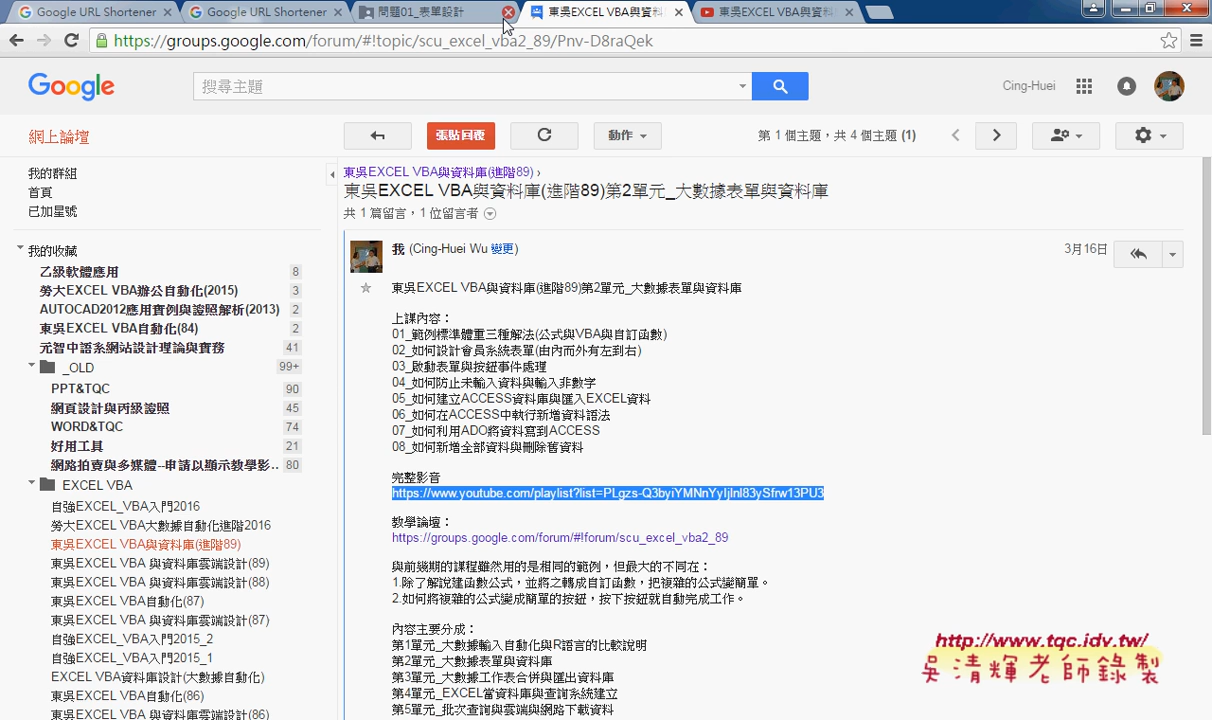 Google URL Shortener
Google URL Shortener
問題01_表單設計
東吳EXCEL VBA與資料
東吳EXCEL VBA與資料
https://groups.google.com/forum/#!topic/scu_excel_vba2_89/Pnv-D8raQek
Google
搜尋主題
Cing-Huei
網上論壇
張貼回覆
動作
第 1 個主題，共 4 個主題 (1)
我的群組
首頁
已加星號
我的收藏
乙級軟體應用 8
勞大EXCEL VBA辦公自動化(2015) 3
AUTOCAD2012應用實例與證照解析(2013) 2
東吳EXCEL VBA自動化(84) 2
元智中語系網站設計理論與實務 41
_OLD 99+
PPT&TQC 90
網頁設計與丙級證照 45
WORD&TQC 74
好用工具 21
網路拍賣與多媒體--申請以顯示教學影.. 80
EXCEL VBA
自強EXCEL_VBA入門2016
勞大EXCEL VBA大數據自動化進階2016
東吳EXCEL VBA與資料庫(進階89)
東吳EXCEL VBA 與資料庫雲端設計(89)
東吳EXCEL VBA 與資料庫雲端設計(88)
東吳EXCEL VBA自動化(87)
東吳EXCEL VBA 與資料庫雲端設計(87)
自強EXCEL_VBA入門2015_2
自強EXCEL_VBA入門2015_1
EXCEL VBA資料庫設計(大數據自動化)
東吳EXCEL VBA自動化(86)
東吳EXCEL VBA 與資料庫雲端設計(86)
東吳EXCEL VBA與資料庫(進階89) ›
東吳EXCEL VBA與資料庫(進階89)第2單元_大數據表單與資料庫
共 1 篇留言，1 位留言者
我 (Cing-Huei Wu 變更)
3月16日
東吳EXCEL VBA與資料庫(進階89)第2單元_大數據表單與資料庫
上課內容：
01_範例標準體重三種解法(公式與VBA與自訂函數)
02_如何設計會員系統表單(由內而外有左到右)
03_啟動表單與按鈕事件處理
04_如何防止未輸入資料與輸入非數字
05_如何建立ACCESS資料庫與匯入EXCEL資料
06_如何在ACCESS中執行新增資料語法
07_如何利用ADO將資料寫到ACCESS
08_如何新增全部資料與刪除舊資料
完整影音
https://www.youtube.com/playlist?list=PLgzs-Q3byiYMNnYyIjlnl83ySfrw13PU3
教學論壇：
https://groups.google.com/forum/#!forum/scu_excel_vba2_89
與前幾期的課程雖然用的是相同的範例，但最大的不同在：
1.除了解說建函數公式，並將之轉成自訂函數，把複雜的公式變簡單。
2.如何將複雜的公式變成簡單的按鈕，按下按鈕就自動完成工作。
內容主要分成：
第1單元_大數據輸入自動化與R語言的比較說明
第2單元_大數據表單與資料庫
第3單元_大數據工作表合併與匯出資料庫
第4單元_EXCEL當資料庫與查詢系統建立
第5單元_批次查詢與雲端與網路下載資料
http://www.tqc.idv.tw/
吳清輝老師錄製